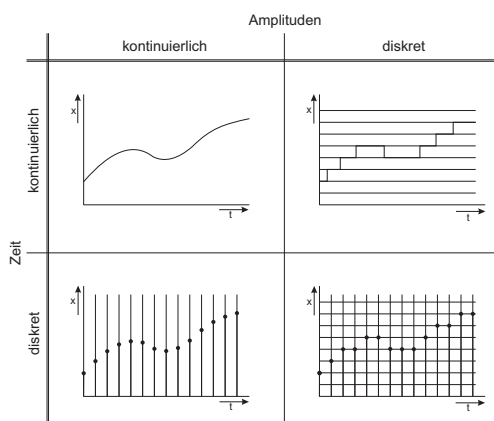 Amplituden
kontinuierlich
diskret
Zeit
kontinuierlich
x
t
x
t
diskret
x
t
x
t